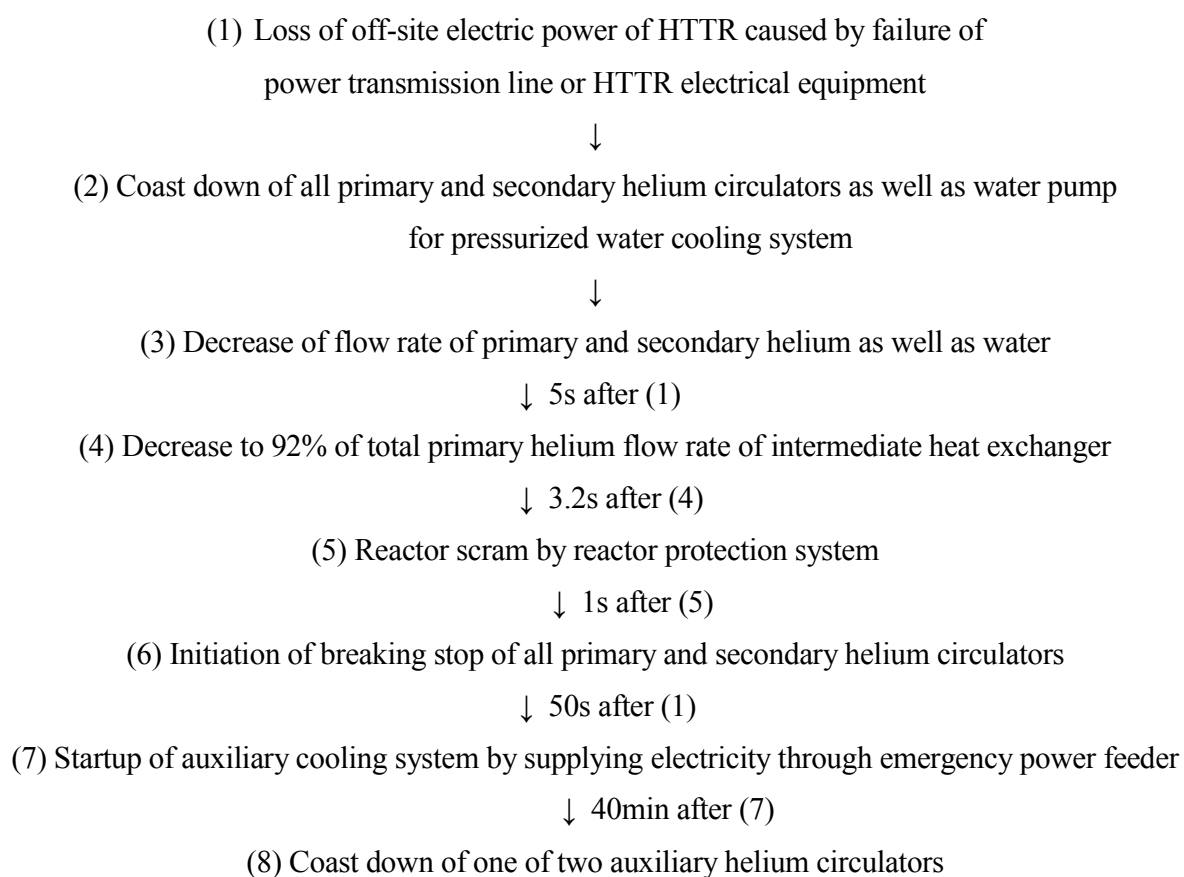 (1) Loss of off-site electric power of HTTR caused by failure of
power transmission line or HTTR electrical equipment
↓
(2) Coast down of all primary and secondary helium circulators as well as water pump
for pressurized water cooling system
↓
(3) Decrease of flow rate of primary and secondary helium as well as water
↓ 5s after (1)
(4) Decrease to 92% of total primary helium flow rate of intermediate heat exchanger
↓ 3.2s after (4)
(5) Reactor scram by reactor protection system
↓ 1s after (5)
(6) Initiation of breaking stop of all primary and secondary helium circulators
↓ 50s after (1)
(7) Startup of auxiliary cooling system by supplying electricity through emergency power feeder
↓ 40min after (7)
(8) Coast down of one of two auxiliary helium circulators